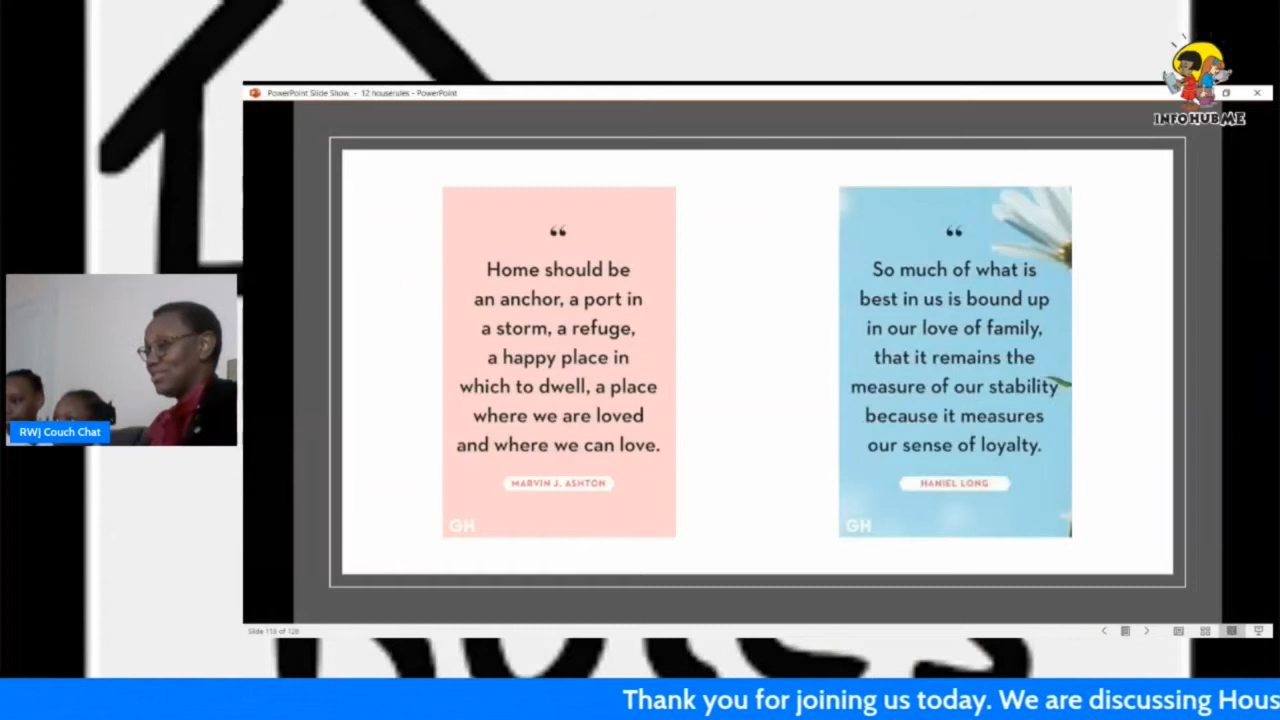 PowerPoint Slide Show - 12 houserules - PowerPoint
INFO HUB ME
“
Home should be
an anchor, a port in
a storm, a refuge,
a happy place in
which to dwell, a place
where we are loved
and where we can love.
MARVIN J. ASHTON
GH
“
So much of what is
best in us is bound up
in our love of family,
that it remains the
measure of our stability
because it measures
our sense of loyalty.
HANIEL LONG
GH
RWJ Couch Chat
Slide 116 of 128
Thank you for joining us today. We are discussing Hous